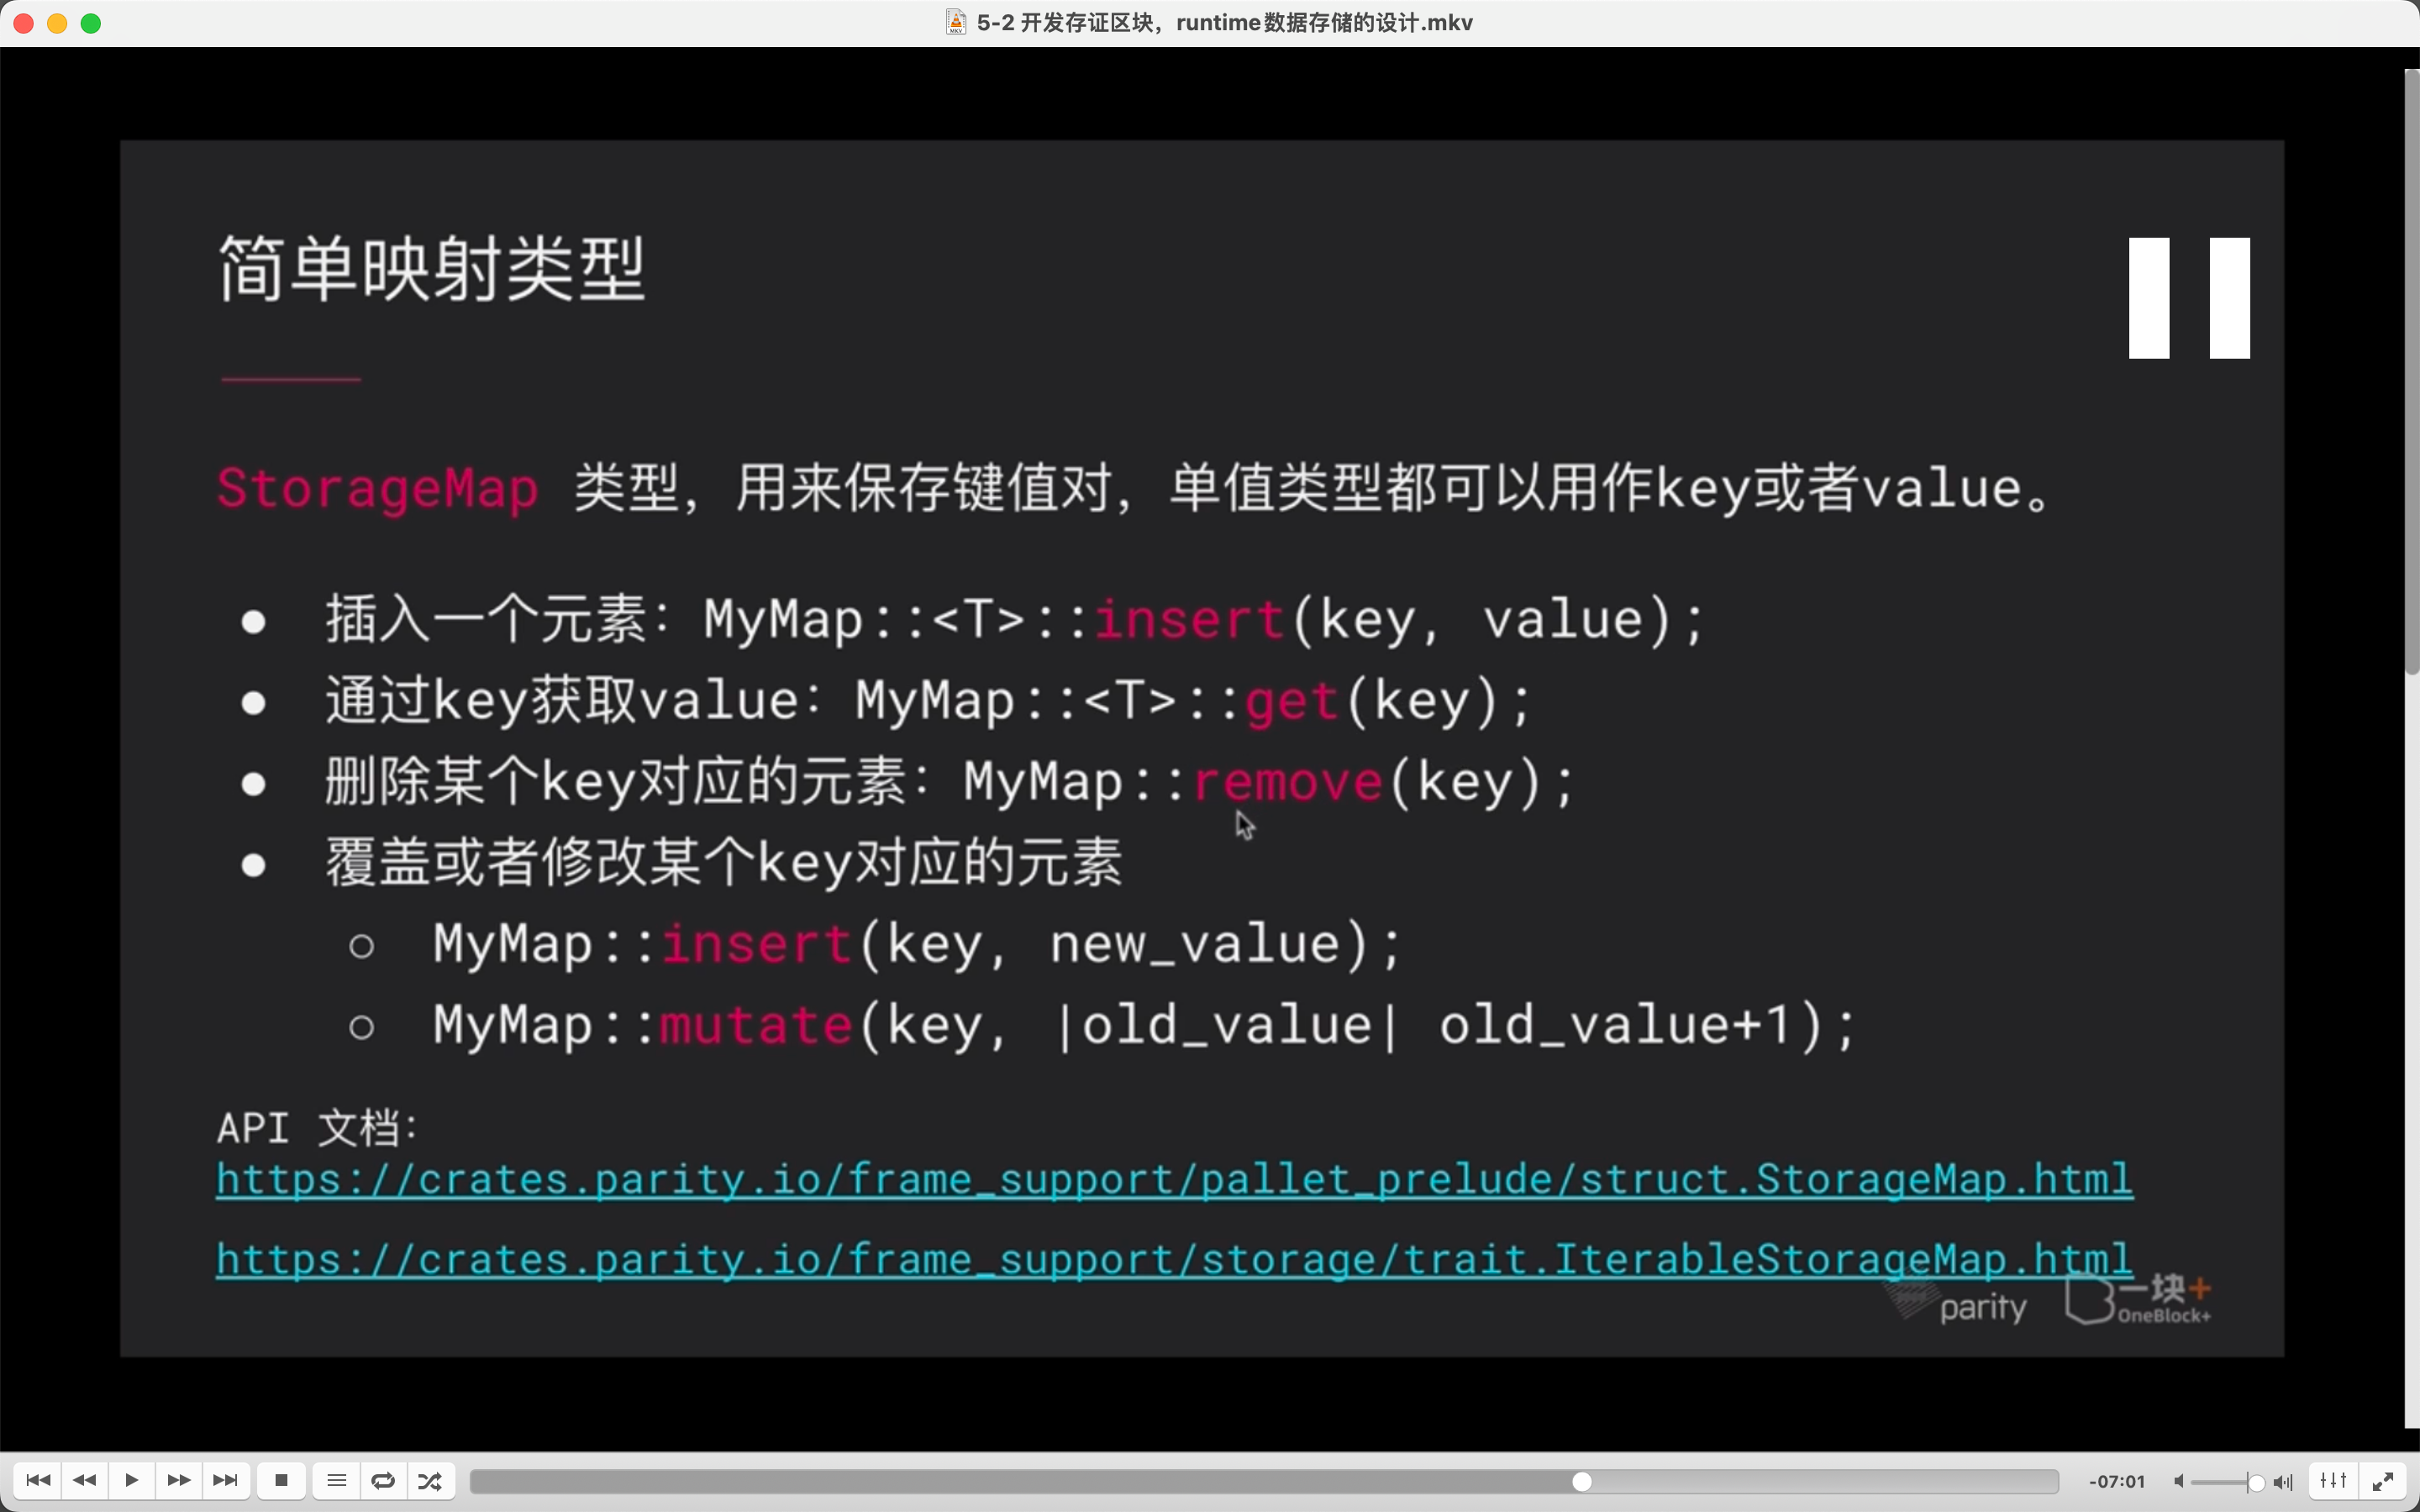 5-2 开发存证区块，runtime数据存储的设计.mkv
简单映射类型
StorageMap 类型，用来保存键值对，单值类型都可以用作key或者value。
● 插入一个元素：MyMap::<T>::insert(key, value);
● 通过key获取value：MyMap::<T>::get(key);
● 删除某个key对应的元素：MyMap::remove(key);
● 覆盖或者修改某个key对应的元素
○ MyMap::insert(key, new_value);
○ MyMap::mutate(key, |old_value| old_value+1);
API 文档：
https://crates.parity.io/frame_support/pallet_prelude/struct.StorageMap.html
https://crates.parity.io/frame_support/storage/trait.IterableStorageMap.html
parity
一块+
OneBlock+
-07:01